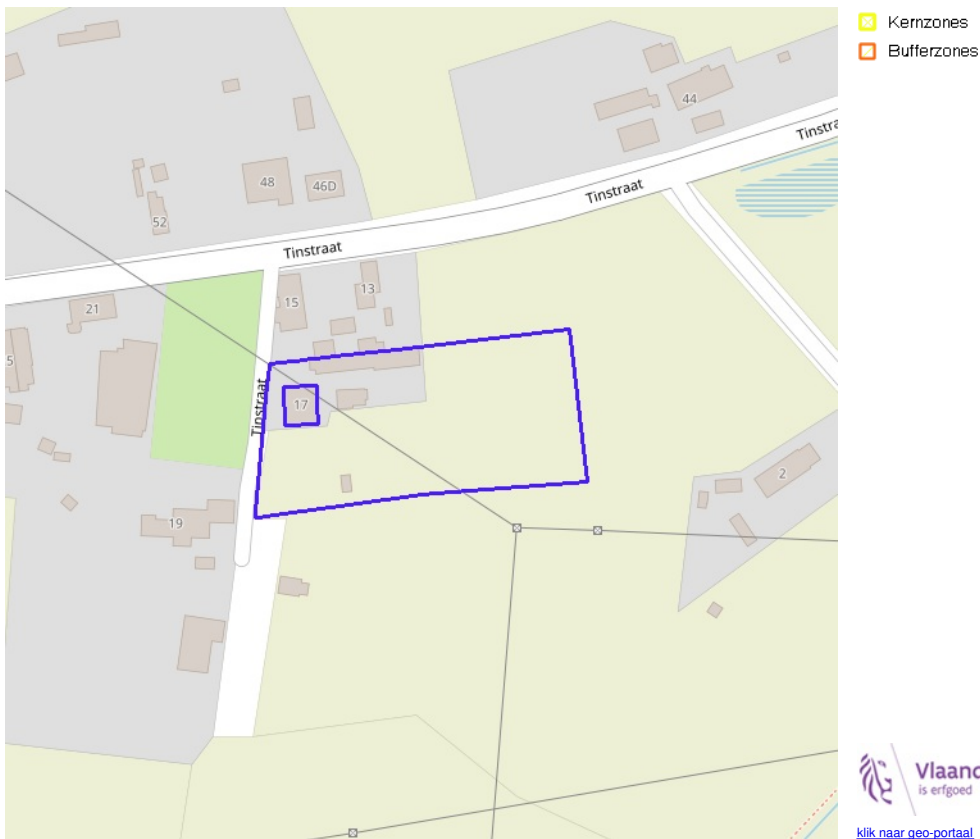 Kernzones
Bufferzones
44
Tinstra
48
46D
Tinstraat
52
Tinstraat
15
13
21
5
Tinstraat
17
2
19
Vlaand
is erfgoed
klik naar geo-portaal